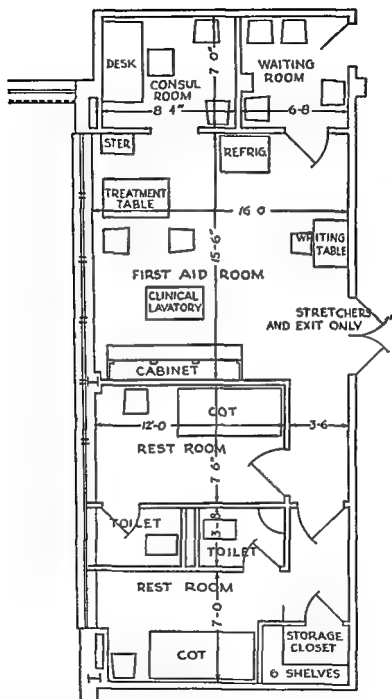 DESK
CONSUL
ROOM
8'4"
7'0"
WAITING
ROOM
6-8
STER
REFRIG.
TREATMENT
TABLE
16-0
15'-6"
WRITING
TABLE
FIRST AID ROOM
CLINICAL
LAVATORY
STRETCHERS
AND EXIT ONLY
CABINET
COT
12'-0
3-6
REST ROOM
7'6"
TOILET
3'-8
TOILET
REST ROOM
7'-0
COT
STORAGE
CLOSET
6 SHELVES